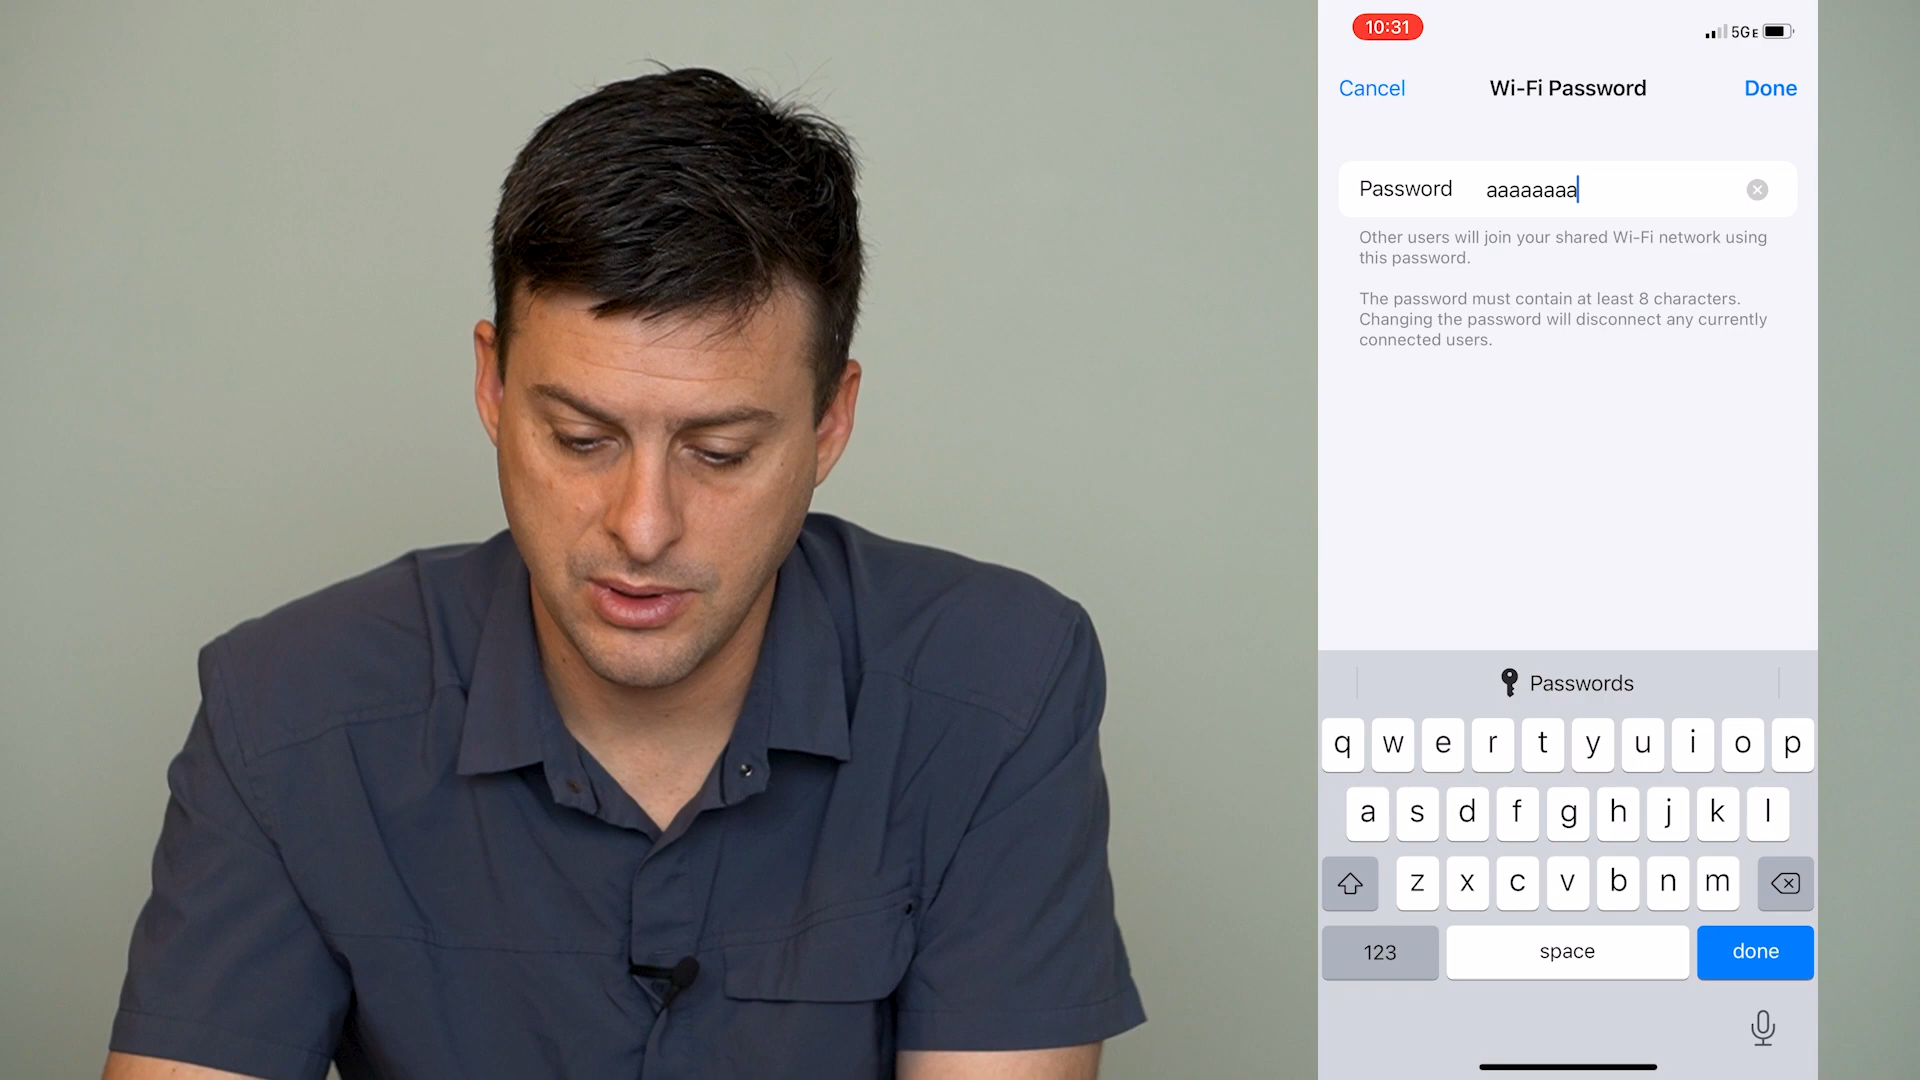 10:31
5GE
Cancel
Wi-Fi Password
Done
Password
aaaaaaaa
Other users will join your shared Wi-Fi network using
this password.
The password must contain at least 8 characters.
Changing the password will disconnect any currently
connected users.
Passwords
q w e r t y u i o p
a s d f g h j k l
z x c v b n m
123
space
done